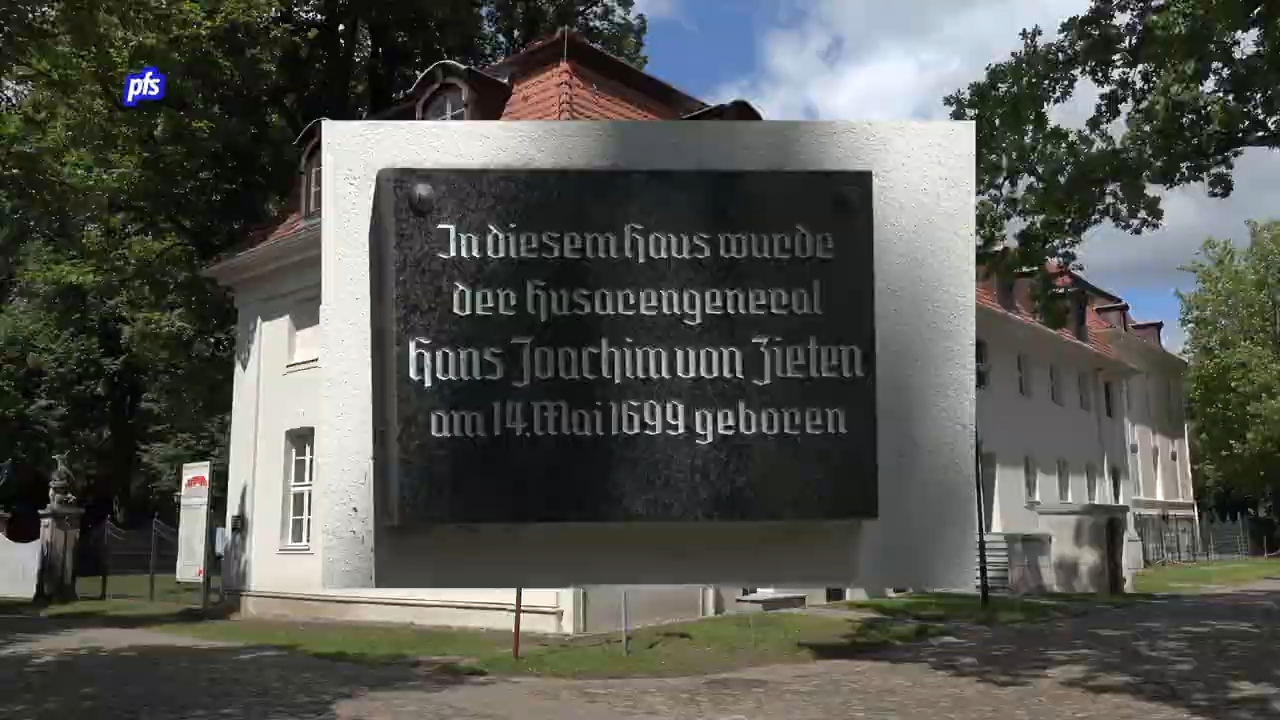 pfs
In diesem Haus wurde
der Husarengeneral
Hans Joachim von Zieten
am 14. Mai 1699 geboren